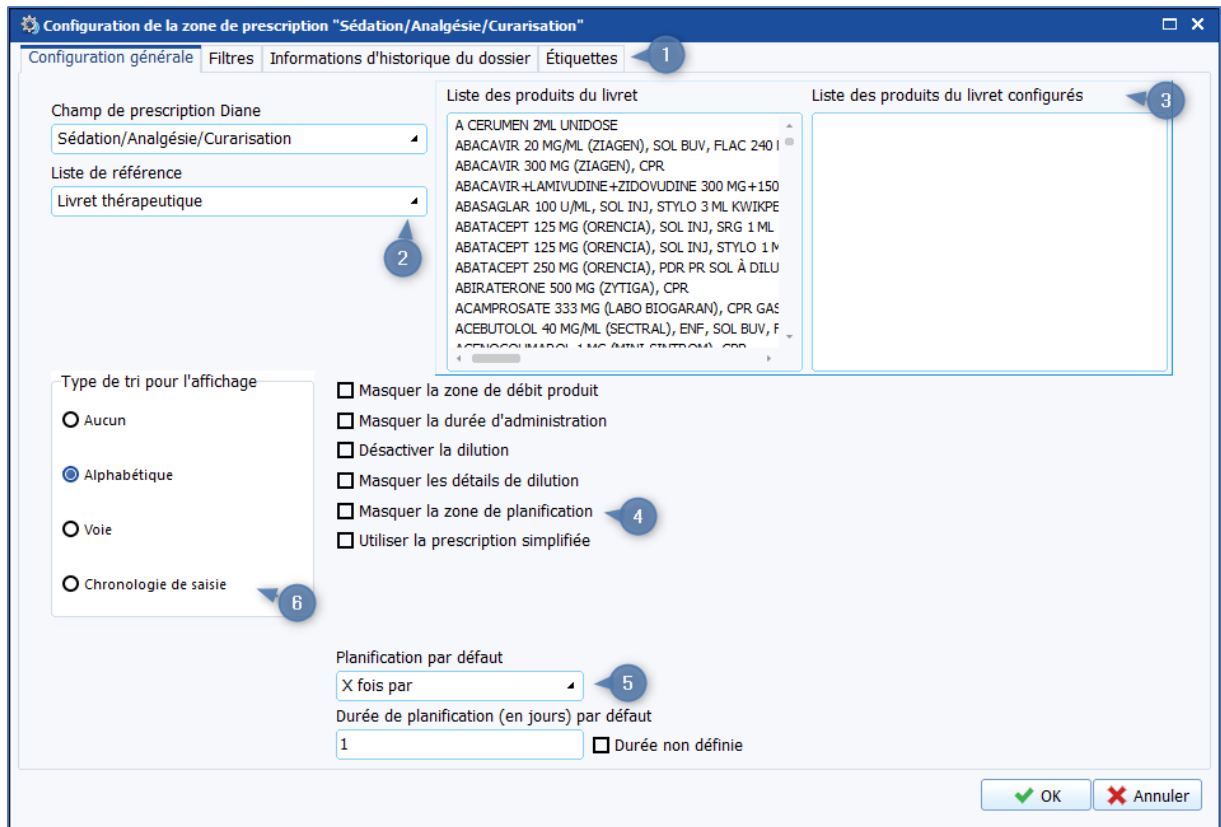 Configuration de la zone de prescription "Sédation/Analgésie/Curarisation"
Configuration générale Filtres Informations d'historique du dossier Étiquettes 1
Champ de prescription Diane
Sédation/Analgésie/Curarisation
Liste de référence
Livret thérapeutique
2
Liste des produits du livret
A CERUMEN 2ML UNIDOSE
ABACAVIR 20 MG/ML (ZIAGEN), SOL BUV, FLAC 240
ABACAVIR 300 MG (ZIAGEN), CPR
ABACAVIR+LAMIVUDINE+ZIDOVUDINE 300 MG+150
ABASAGLAR 100 U/ML, SOL INJ, STYLO 3 ML KWIKPE
ABATACEPT 125 MG (ORENCIA), SOL INJ, SRG 1 ML
ABATACEPT 125 MG (ORENCIA), SOL INJ, STYLO 1
ABATACEPT 250 MG (ORENCIA), PDR PR SOL À DILU
ABIRATERONE 500 MG (ZYTIGA), CPR
ACAMPROSATE 333 MG (LABO BIOGARAN), CPR GAS
ACEBUTOLOL 40 MG/ML (SECTRAL), ENF, SOL BUV,
ACENOCOUMAROL 1 MG (MINI SINTROM), CPR
Liste des produits du livret configurés 3
Type de tri pour l'affichage
Aucun
Alphabétique
Voie
Chronologie de saisie
6
Masquer la zone de débit produit
Masquer la durée d'administration
Désactiver la dilution
Masquer les détails de dilution
Masquer la zone de planification 4
Utiliser la prescription simplifiée
Planification par défaut
X fois par 5
Durée de planification (en jours) par défaut
1 Durée non définie
OK Annuler